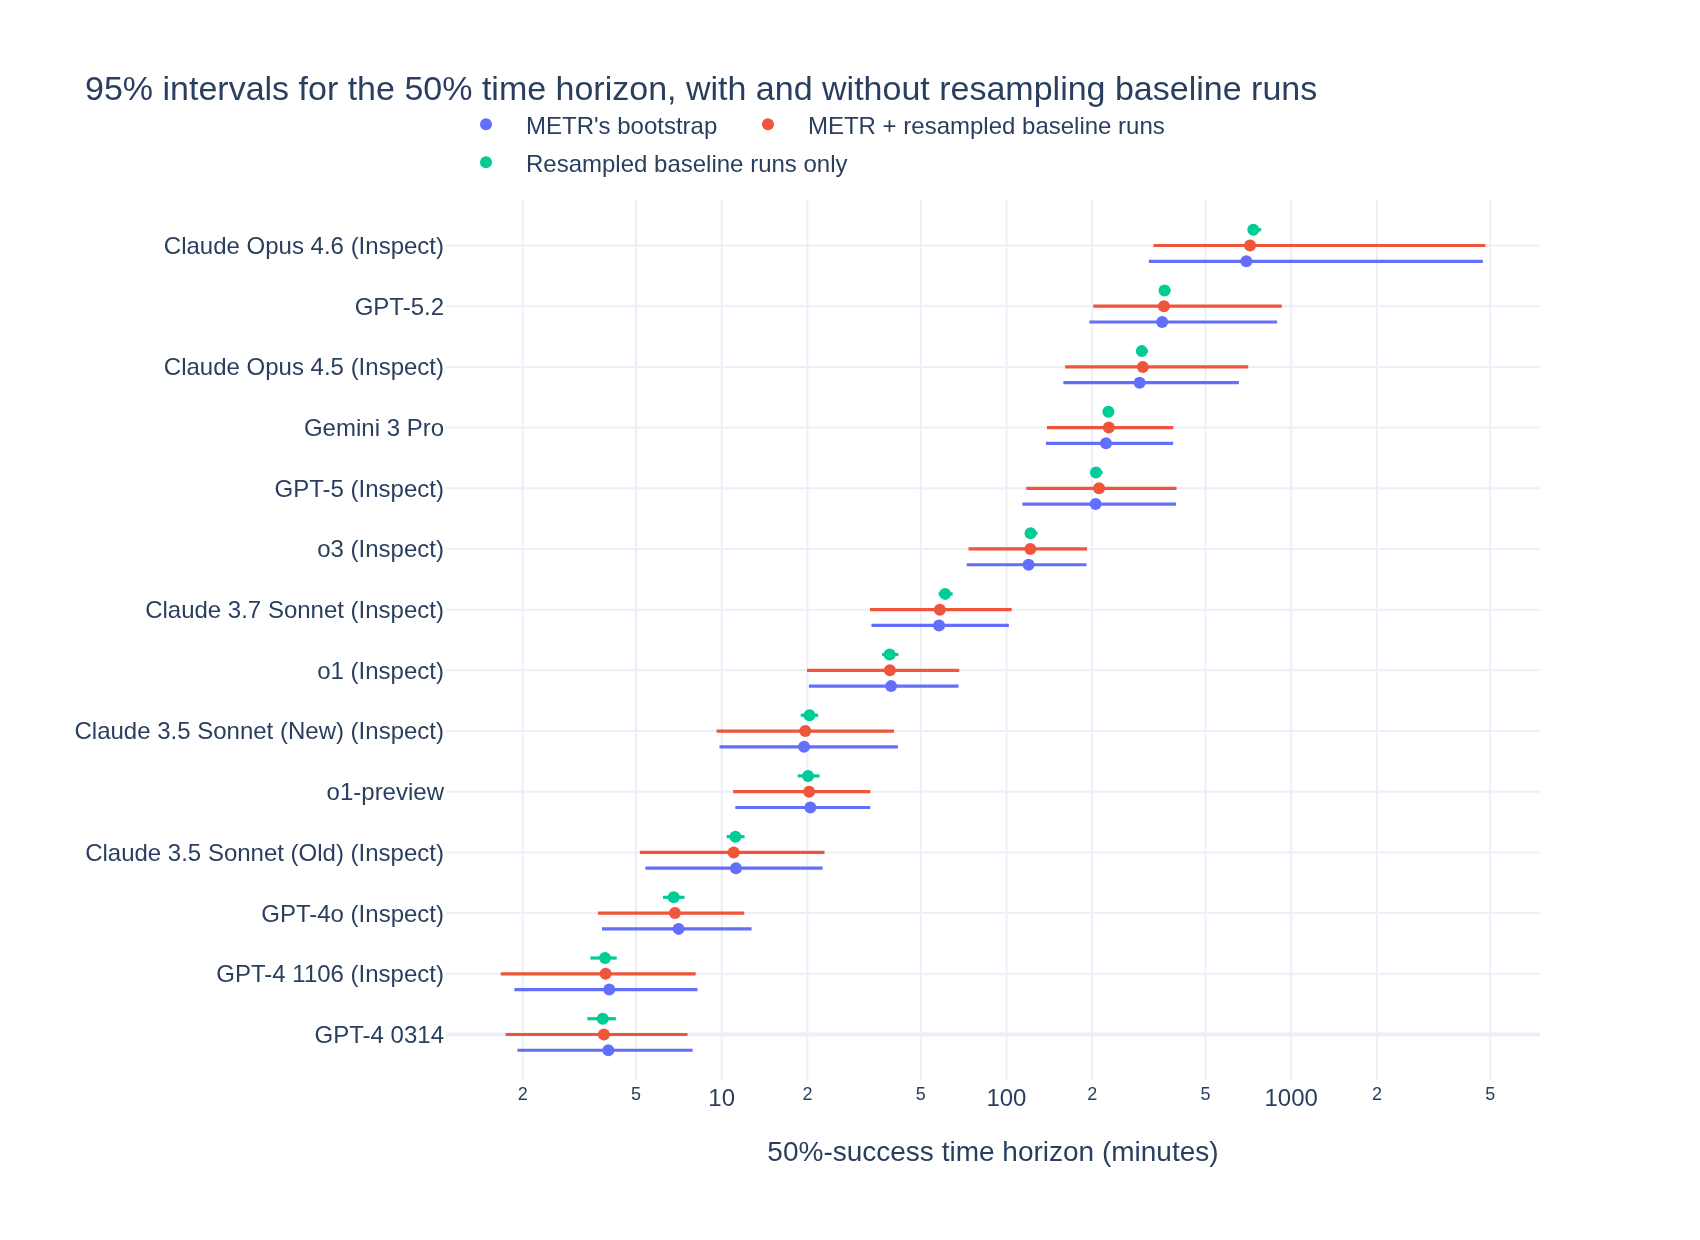 95% intervals for the 50% time horizon, with and without resampling baseline runs
METR's bootstrap
METR + resampled baseline runs
Resampled baseline runs only
Claude Opus 4.6 (Inspect)
GPT-5.2
Claude Opus 4.5 (Inspect)
Gemini 3 Pro
GPT-5 (Inspect)
o3 (Inspect)
Claude 3.7 Sonnet (Inspect)
o1 (Inspect)
Claude 3.5 Sonnet (New) (Inspect)
o1-preview
Claude 3.5 Sonnet (Old) (Inspect)
GPT-4o (Inspect)
GPT-4 1106 (Inspect)
GPT-4 0314
2 5 10 2 5 100 2 5 1000 2 5
50%-success time horizon (minutes)